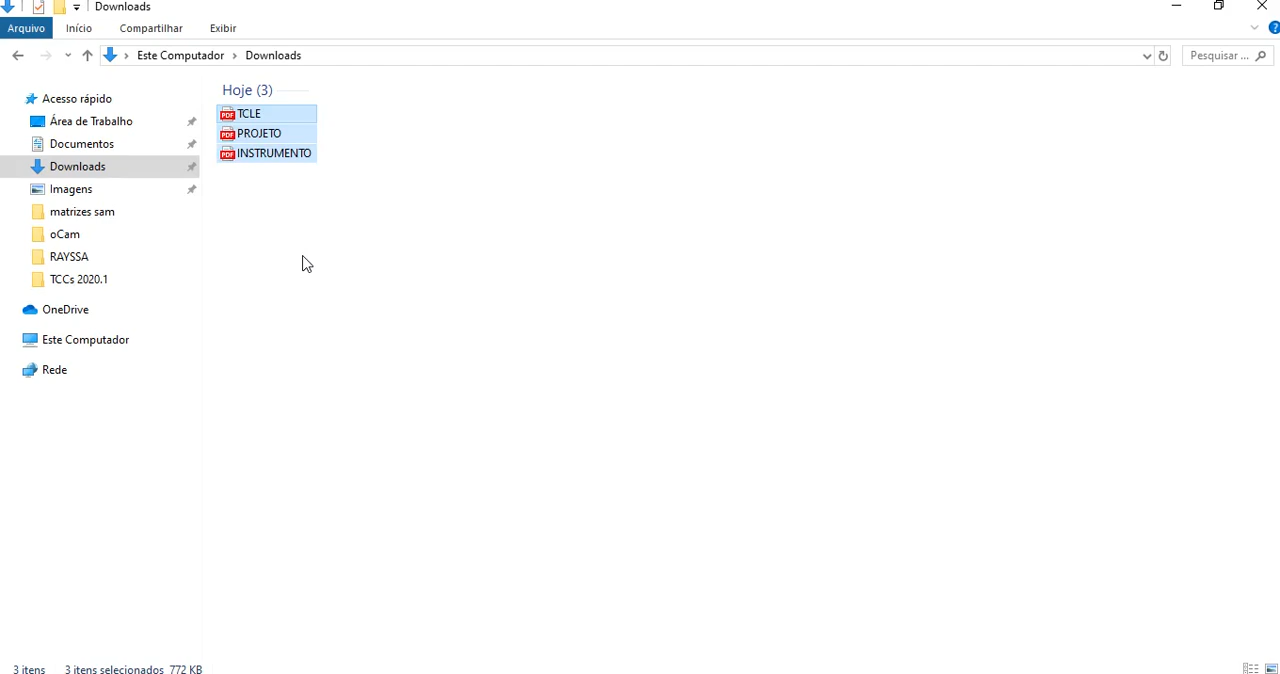 Downloads
Arquivo Início Compartilhar Exibir
Este Computador Downloads Pesquisar ...
Hoje (3)
TCLE
PROJETO
INSTRUMENTO
Acesso rápido
Área de Trabalho
Documentos
Downloads
Imagens
matrizes sam
oCam
RAYSSA
TCCs 2020.1
OneDrive
Este Computador
Rede
3 itens 3 itens selecionados 772 KB